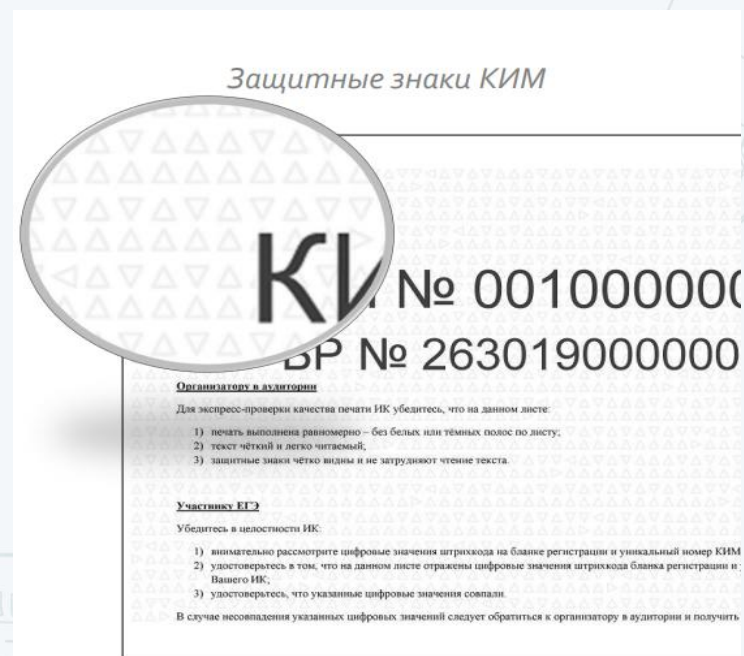 Защитные знаки КИМ
КИ № 001000000
БР № 263019000000
Организатору в аудитории
Для экспресс-проверки качества печати ИК убедитесь, что на данном листе:
1) печать выполнена равномерно – без белых или тёмных полос по листу;
2) текст чёткий и легко читаемый;
3) защитные знаки чётко видны и не затрудняют чтение текста.
Участнику ЕГЭ
Убедитесь в целостности ИК:
1) внимательно рассмотрите цифровые значения штрихкода на бланке регистрации и уникальный номер КИМ
2) удостоверьтесь в том, что на данном листе отражены цифровые значения штрихкода бланка регистрации и
Вашего ИК;
3) удостоверьтесь, что указанные цифровые значения совпали.
В случае несовпадения указанных цифровых значений следует обратиться к организатору в аудитории и получить